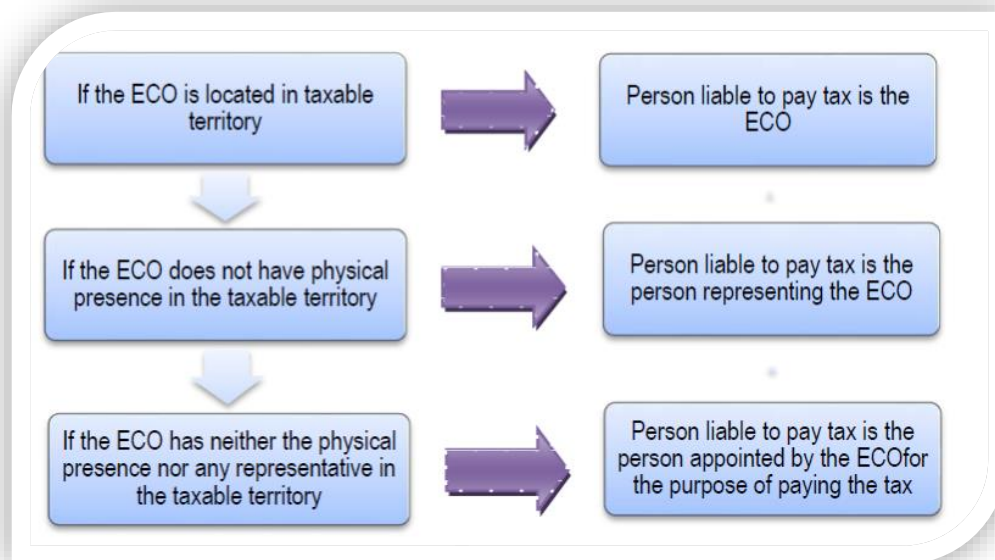 If the ECO is located in taxable
territory
Person liable to pay tax is the
ECO
If the ECO does not have physical
presence in the taxable territory
Person liable to pay tax is the
person representing the ECO
If the ECO has neither the physical
presence nor any representative in
the taxable territory
Person liable to pay tax is the
person appointed by the ECOfor
the purpose of paying the tax